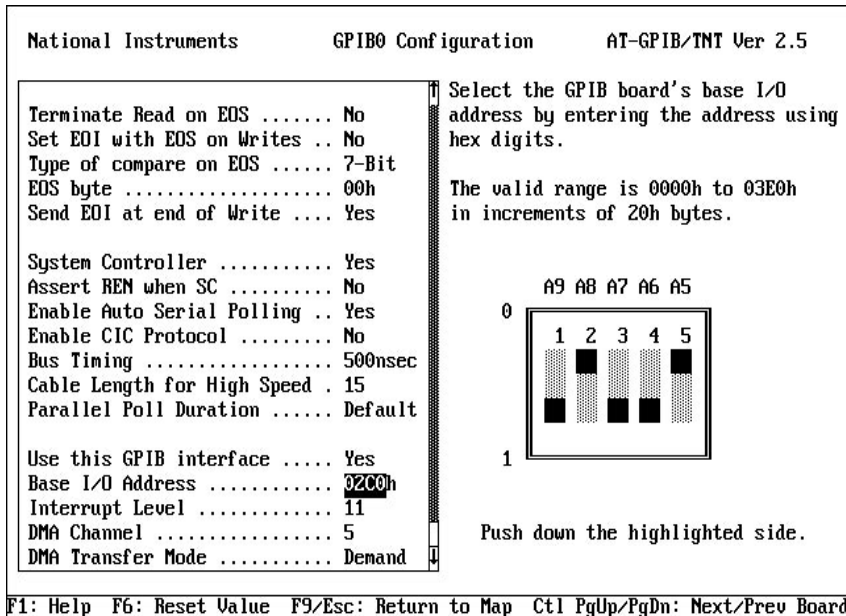 National Instruments GPIB0 Configuration AT-GPIB/TNT Ver 2.5
Terminate Read on EOS ....... No
Set EOI with EOS on Writes .. No
Type of compare on EOS ...... 7-Bit
EOS byte .................... 00h
Send EOI at end of Write .... Yes
System Controller ........... Yes
Assert REN when SC .......... No
Enable Auto Serial Polling .. Yes
Enable CIC Protocol ......... No
Bus Timing .................. 500nsec
Cable Length for High Speed . 15
Parallel Poll Duration ...... Default
Use this GPIB interface ..... Yes
Base I/O Address ............ 02C0h
Interrupt Level ............. 11
DMA Channel ................. 5
DMA Transfer Mode ........... Demand
Select the GPIB board's base I/O
address by entering the address using
hex digits.
The valid range is 0000h to 03E0h
in increments of 20h bytes.
A9 A8 A7 A6 A5
0
1 2 3 4 5
1
Push down the highlighted side.
F1: Help F6: Reset Value F9/Esc: Return to Map Ctl PgUp/PgDn: Next/Prev Board